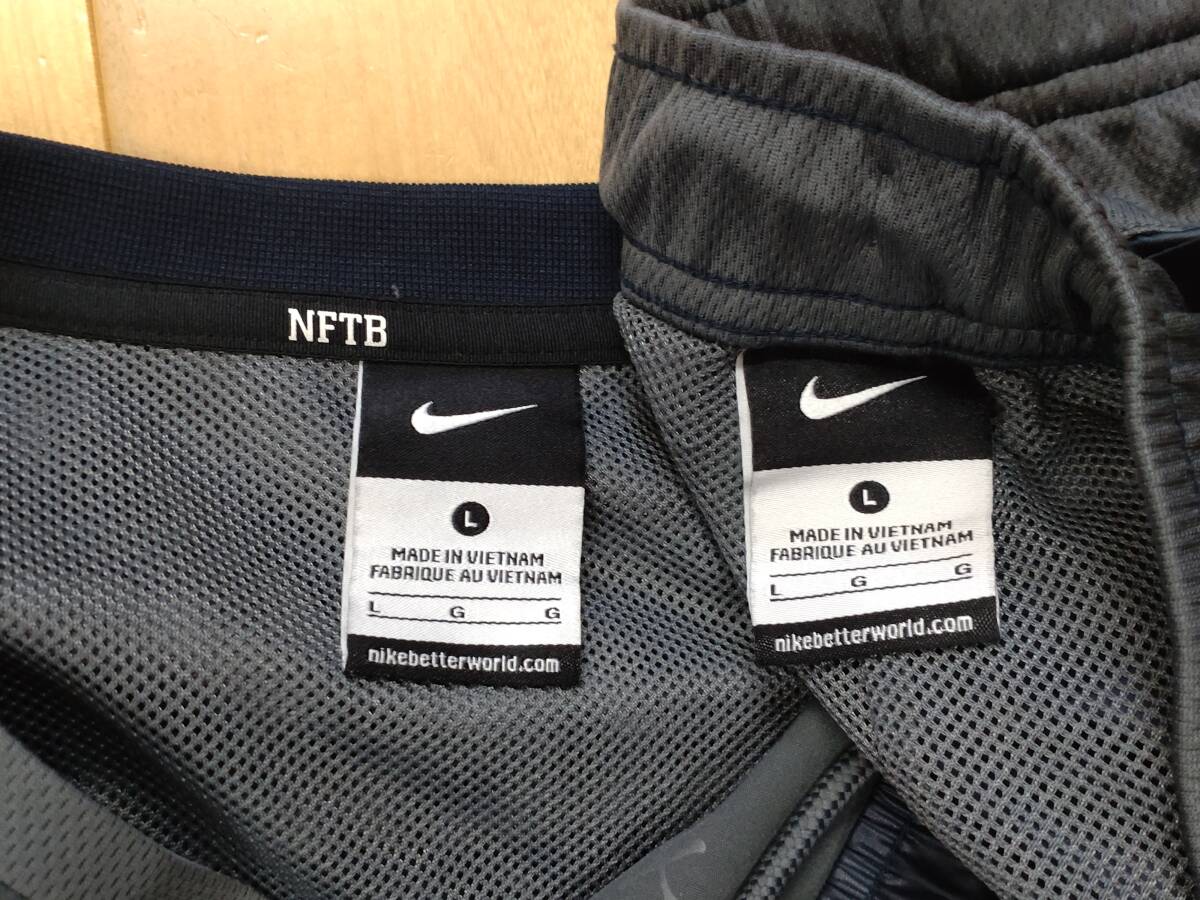 NFTB
L
MADE IN VIETNAM
FABRIQUE AU VIETNAM
L G G
nikebetterworld.com
L
MADE IN VIETNAM
FABRIQUE AU VIETNAM
L G G
nikebetterworld.com